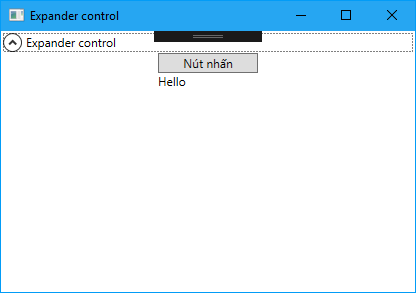 Expander control
Expander control
Nút nhấn
Hello